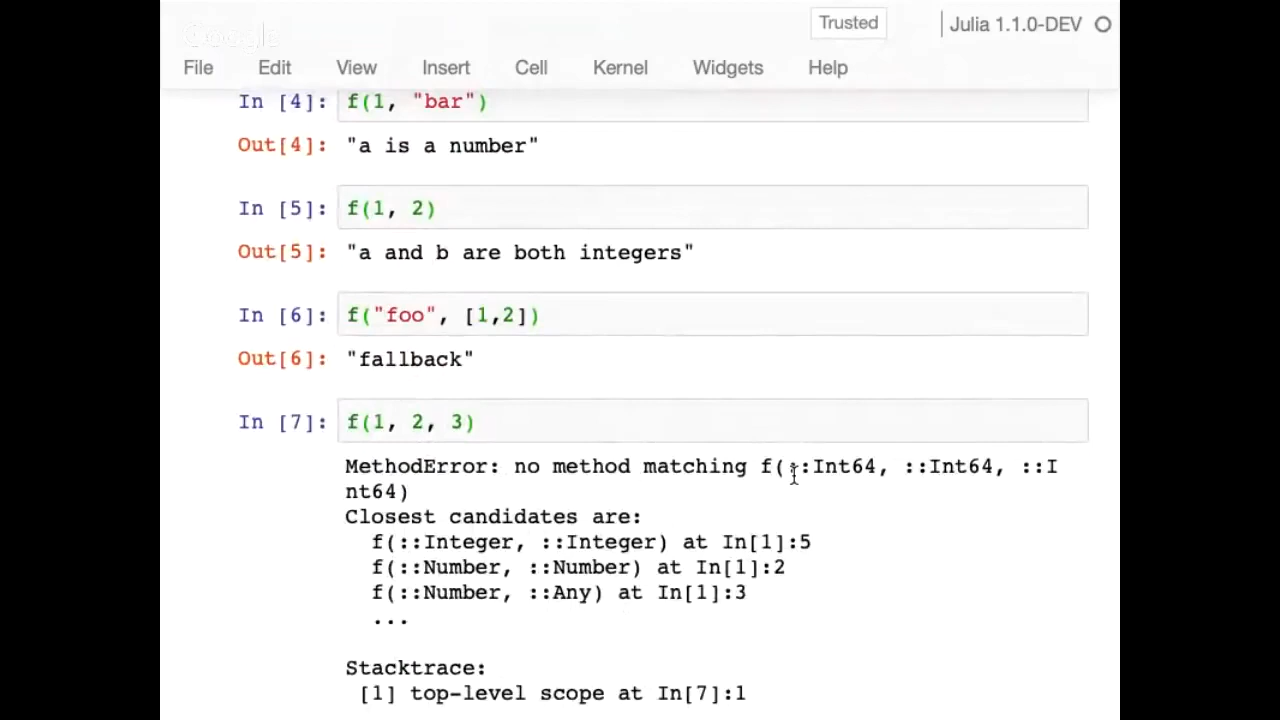 Google
Trusted
Julia 1.1.0-DEV
File Edit View Insert Cell Kernel Widgets Help
In [4]: f(1, "bar")
Out[4]: "a is a number"
In [5]: f(1, 2)
Out[5]: "a and b are both integers"
In [6]: f("foo", [1,2])
Out[6]: "fallback"
In [7]: f(1, 2, 3)
MethodError: no method matching f(::Int64, ::Int64, ::I
nt64)
Closest candidates are:
f(::Integer, ::Integer) at In[1]:5
f(::Number, ::Number) at In[1]:2
f(::Number, ::Any) at In[1]:3
...
Stacktrace:
[1] top-level scope at In[7]:1